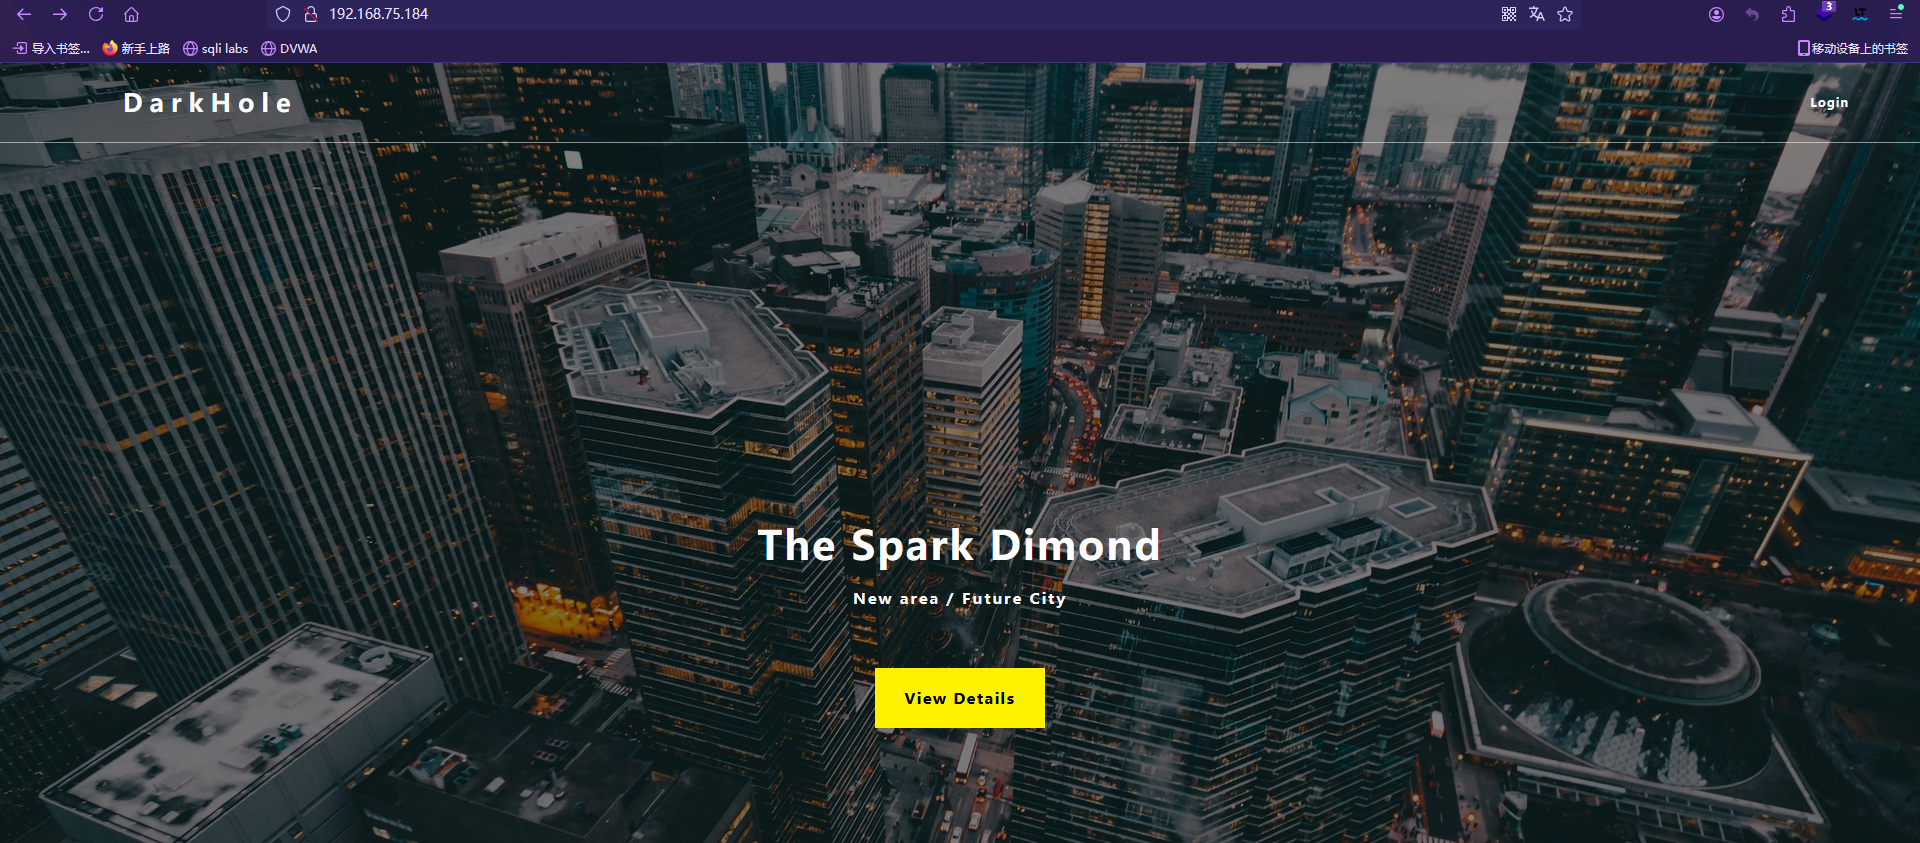 192.168.75.184
3
LT
导入书签...
新手上路
sqli labs
DVWA
移动设备上的书签
DarkHole
Login
The Spark Dimond
New area / Future City
View Details